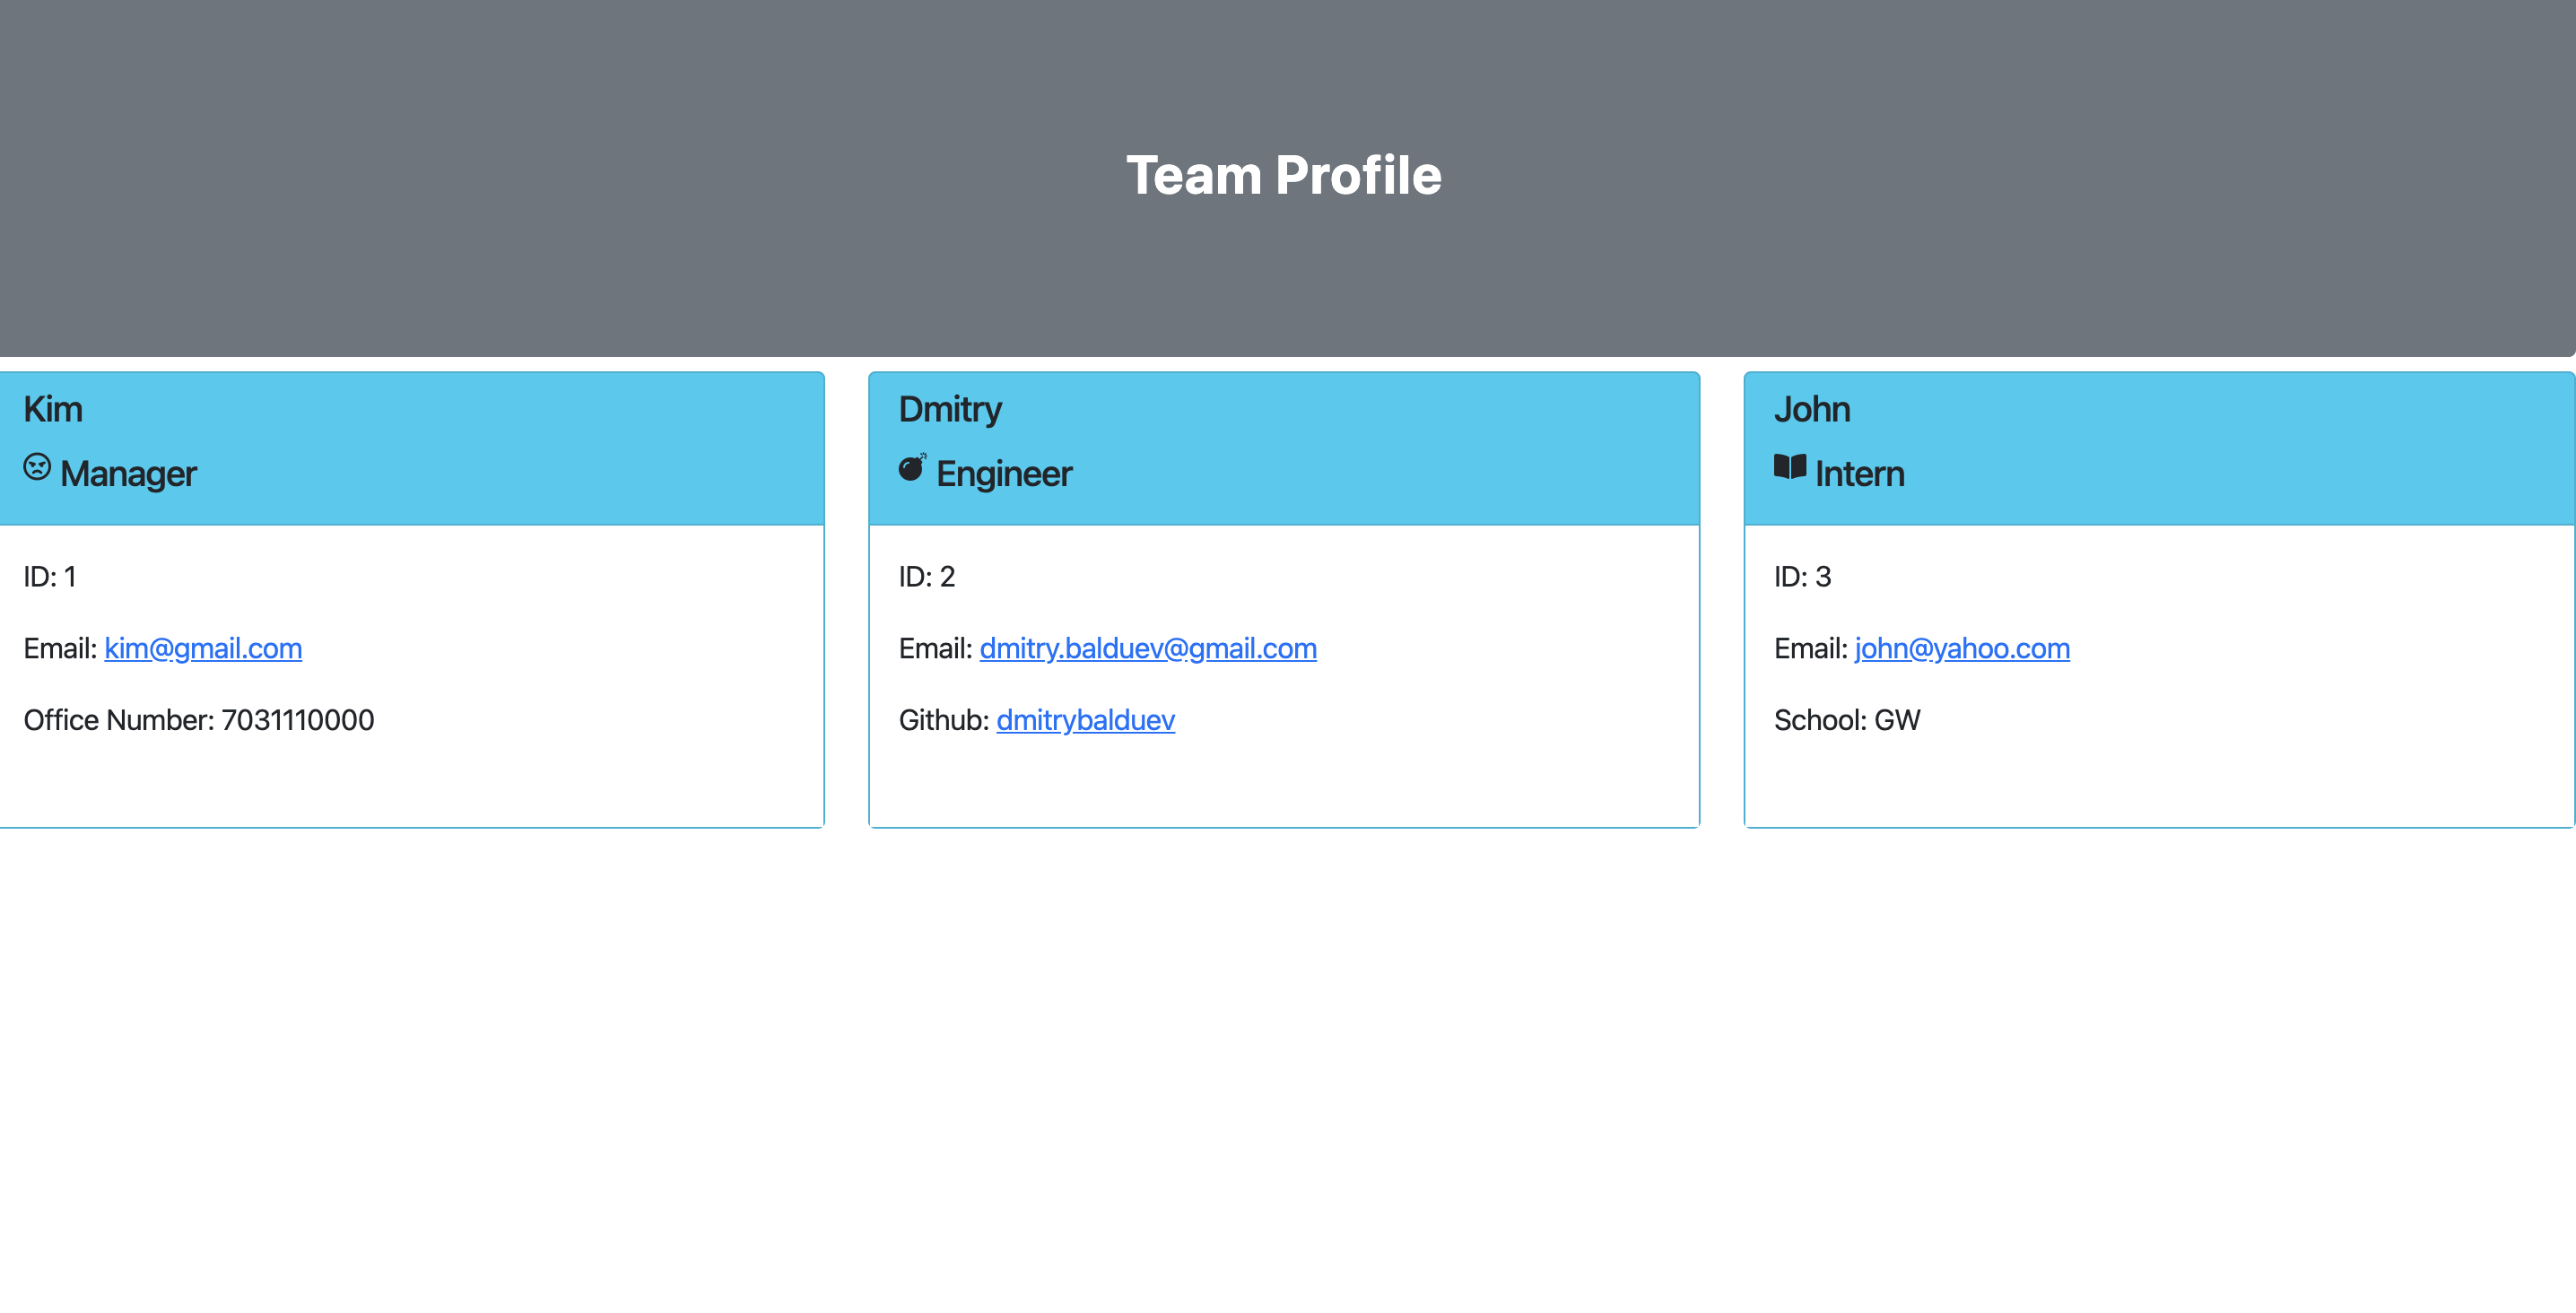 Team Profile
Kim
Manager
ID: 1
Email: kim@gmail.com
Office Number: 7031110000
Dmitry
Engineer
ID: 2
Email: dmitry.balduev@gmail.com
Github: dmitrybalduev
John
Intern
ID: 3
Email: john@yahoo.com
School: GW